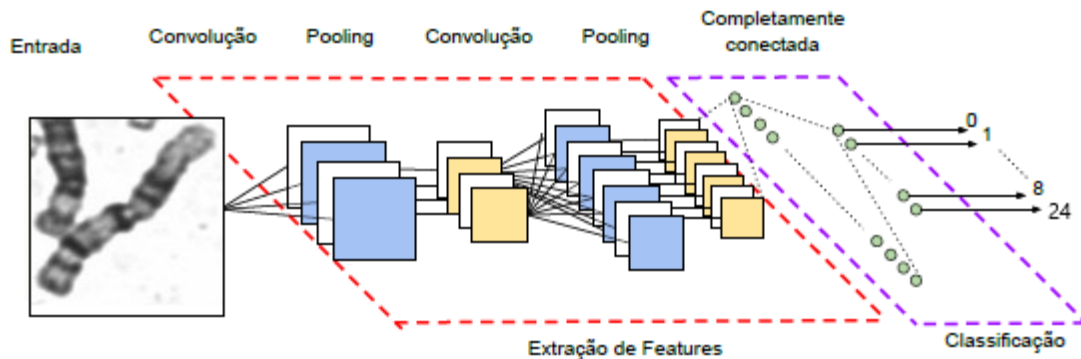 Entrada
Convolução
Pooling
Convolução
Pooling
Completamente
conectada
0
1
8
24
Extração de Features
Classificação